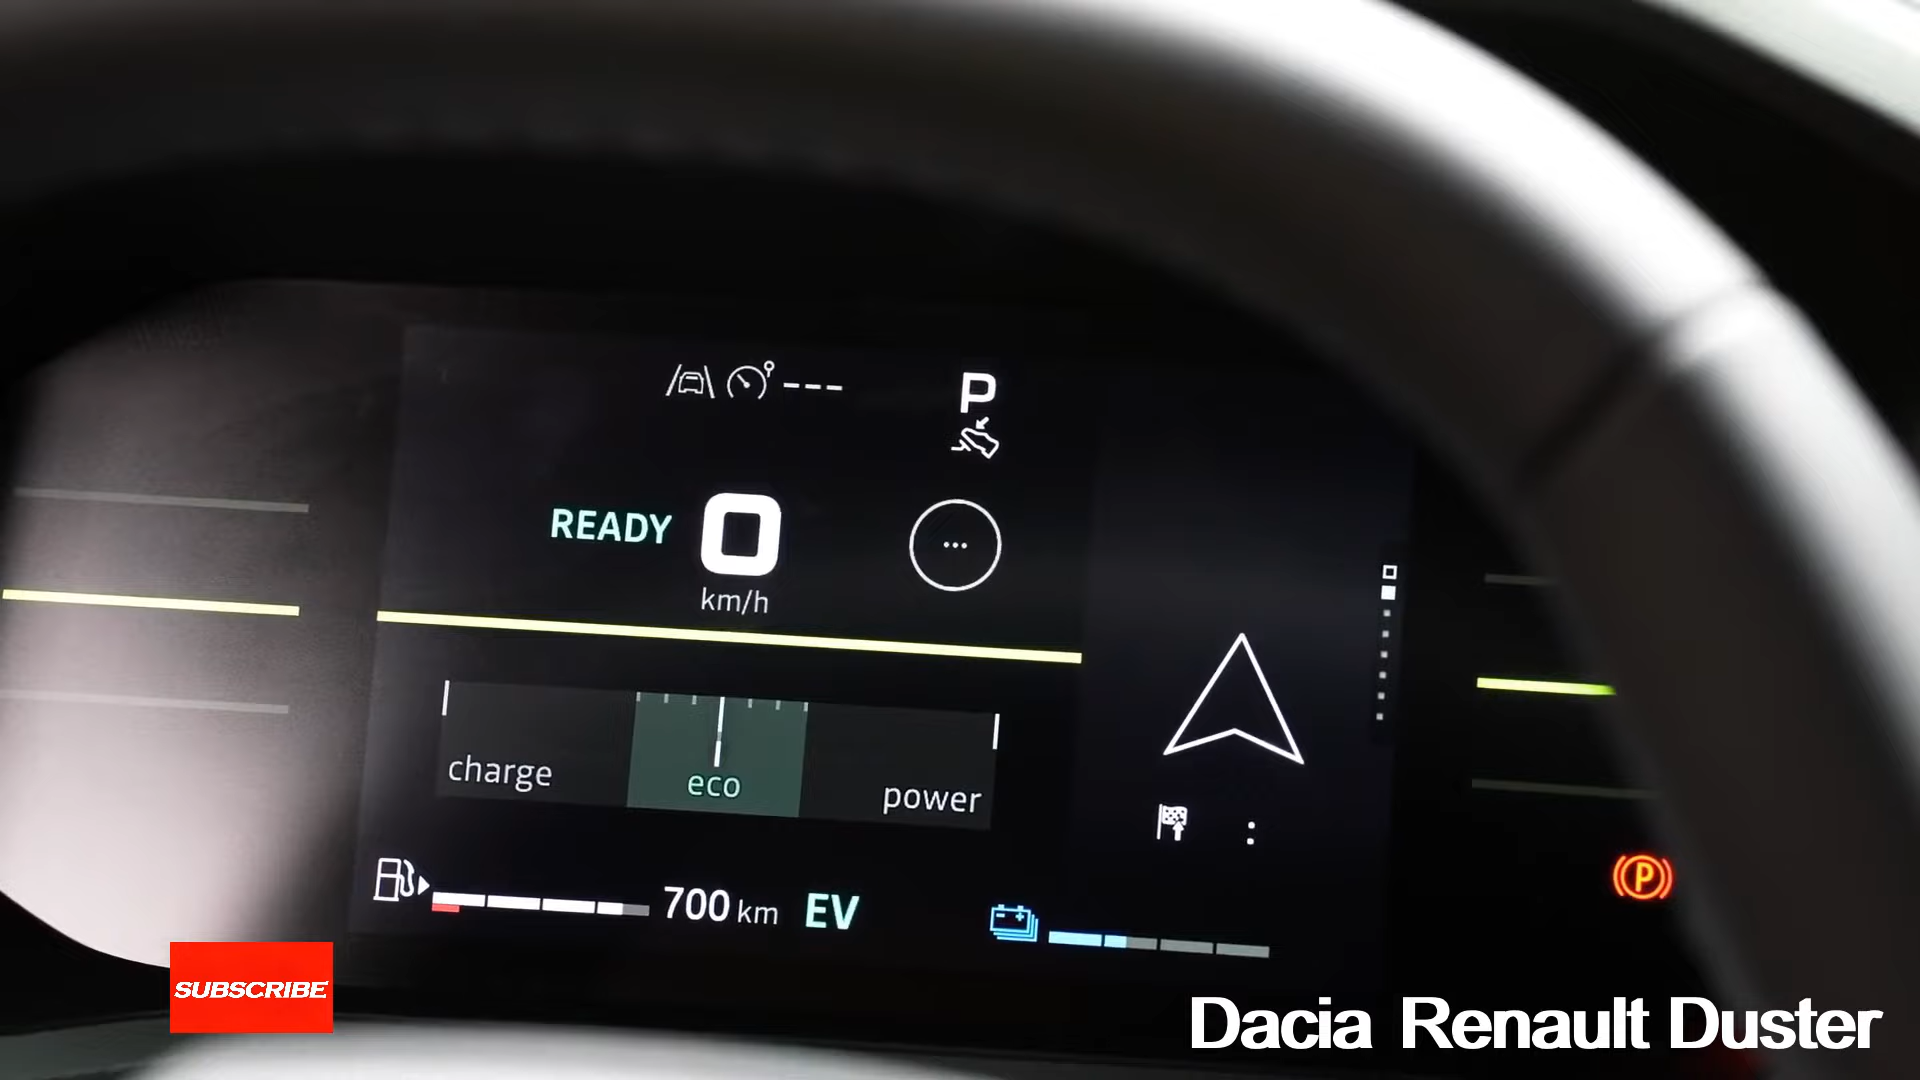 ---
P
READY 0
km/h
charge eco power
700 km EV
P
SUBSCRIBE
Dacia Renault Duster